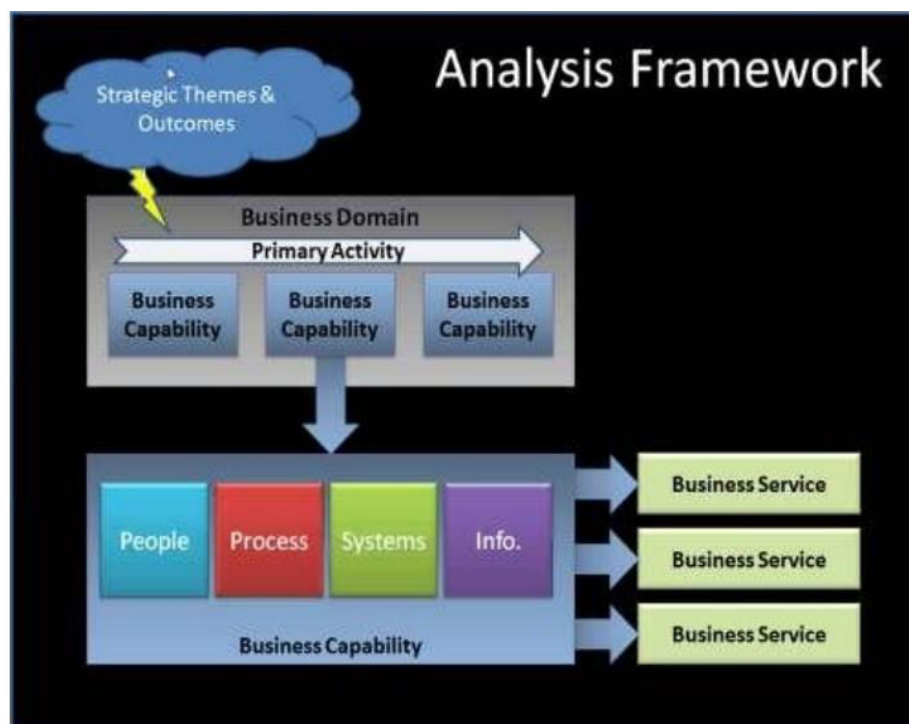 Analysis Framework
Strategic Themes &
Outcomes
Business Domain
Primary Activity
Business
Capability
Business
Capability
Business
Capability
People
Process
Systems
Info.
Business Capability
Business Service
Business Service
Business Service